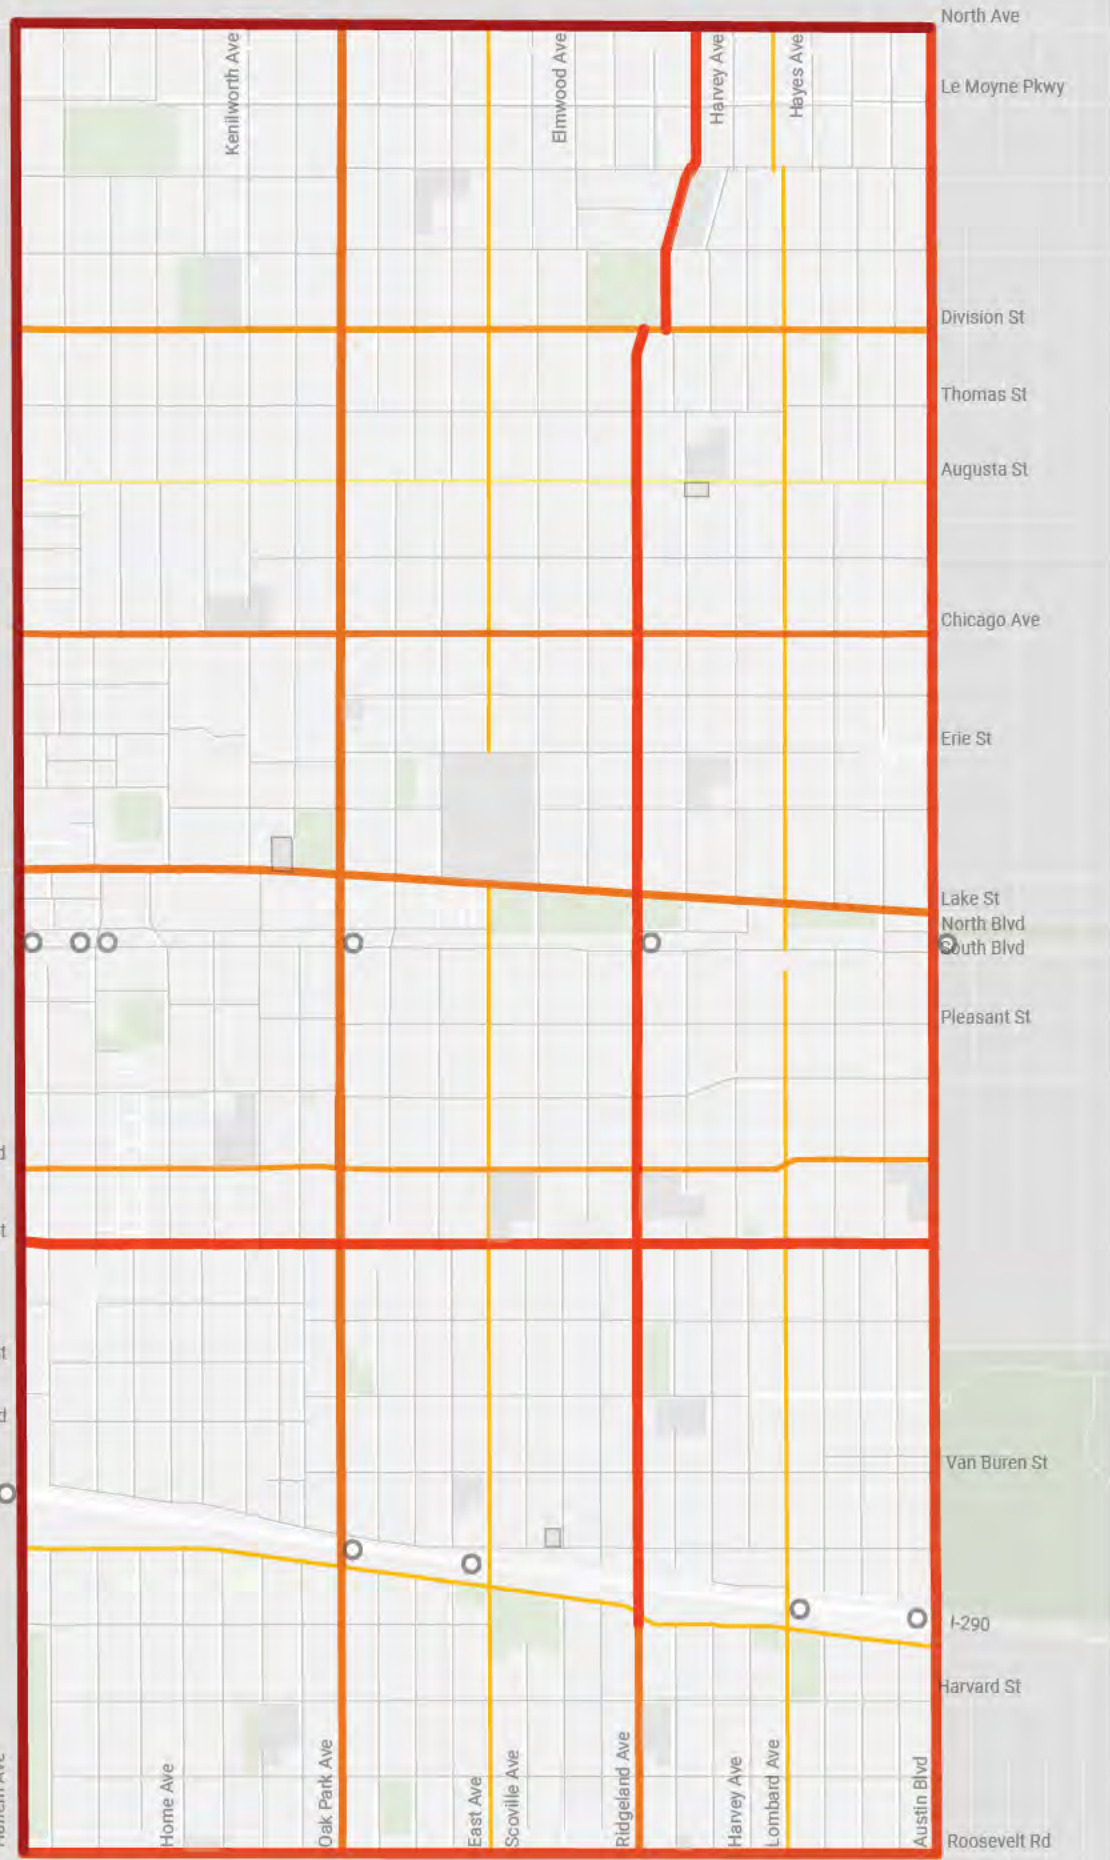 North Ave
Kenilworth Ave
Elmwood Ave
Harvey Ave
Hayes Ave
Le Moyne Pkwy
Division St
Thomas St
Augusta St
Chicago Ave
Erie St
Lake St
North Blvd
South Blvd
Pleasant St
Van Buren St
I-290
Harvard St
Home Ave
Oak Park Ave
East Ave
Scoville Ave
Ridgeland Ave
Harvey Ave
Lombard Ave
Austin Blvd
Roosevelt Rd